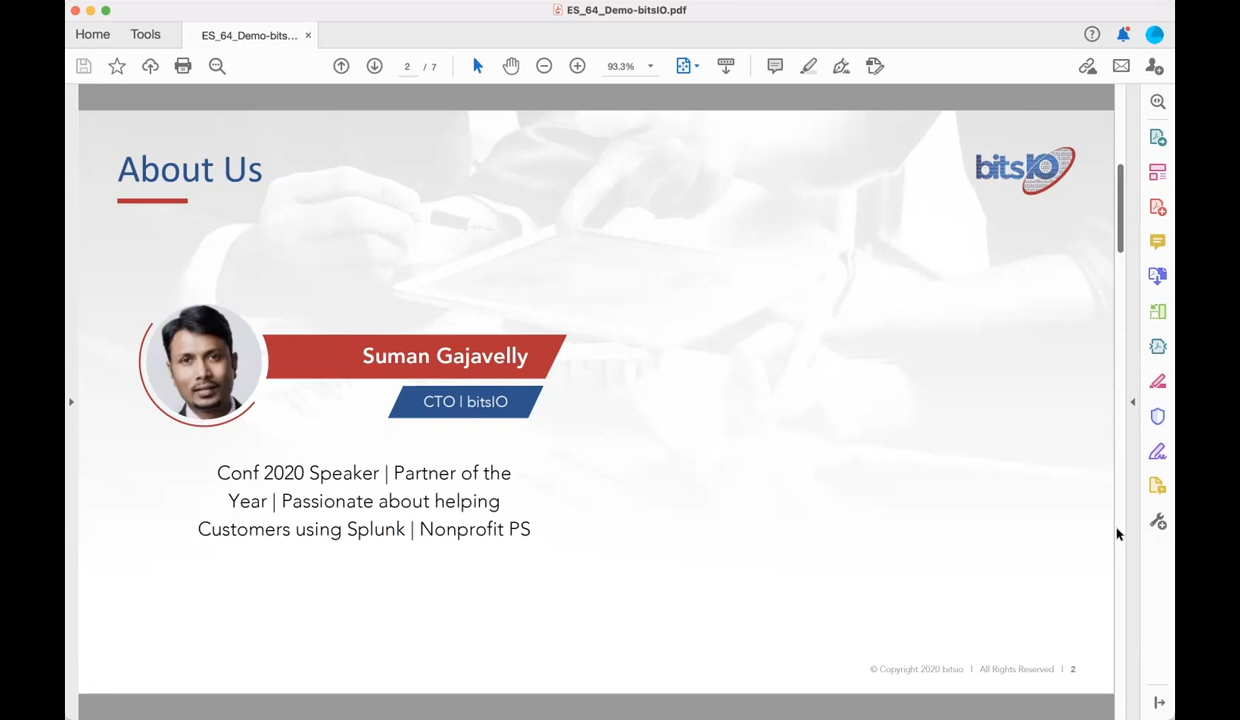 ES_64_Demo-bitsIO.pdf
Home
Tools
ES_64_Demo-bits...
2 / 7
93.3%
About Us
bitsIO
Suman Gajavelly
CTO | bitsIO
Conf 2020 Speaker | Partner of the
Year | Passionate about helping
Customers using Splunk | Nonprofit PS
© Copyright 2020 bitsio | All Rights Reserved | 2